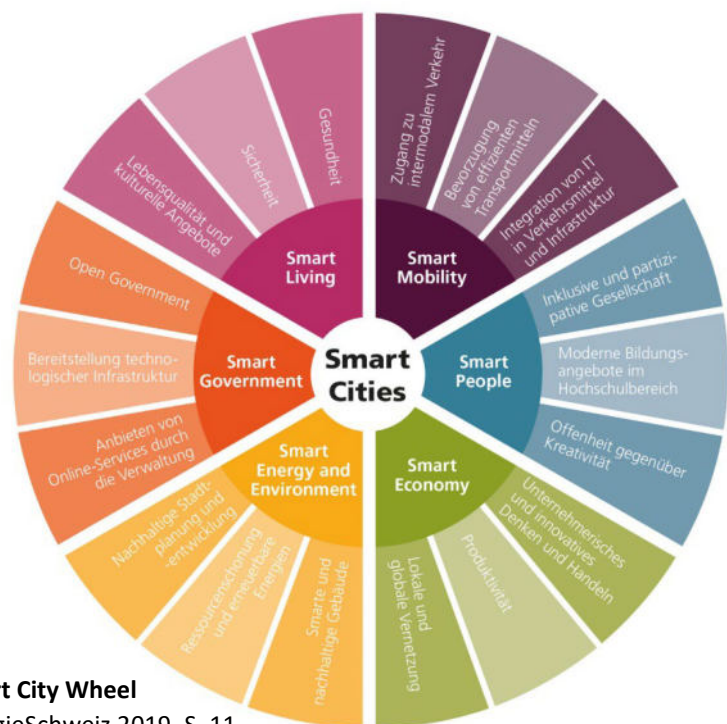 Gesundheit
Sicherheit
Lebensqualität und
kulturelle Angebote
Smart
Living
Zugang zu
intermodalem Verkehr
Bevorzugung
von effizienten
Transportmitteln
Integration von IT
in Verkehrsmittel
und Infrastruktur
Smart
Mobility
Inklusive und partizi-
pative Gesellschaft
Moderne Bildungs-
angebote im
Hochschulbereich
Offenheit gegenüber
Kreativität
Smart
People
Unternehmerisches
und innovatives
Denken und Handeln
Produktivität
Lokale und
globale Vernetzung
Smart
Economy
Smarte und
nachhaltige Gebäude
Ressourcenschonung
und erneuerbare
Energien
Nachhaltige Stadt-
planung und
-entwicklung
Smart
Energy and
Environment
Anbieten von
Online-Services durch
die Verwaltung
Bereitstellung techno-
logischer Infrastruktur
Open Government
Smart
Government
Smart
Cities
rt City Wheel
gieSchweiz 2019, S. 11